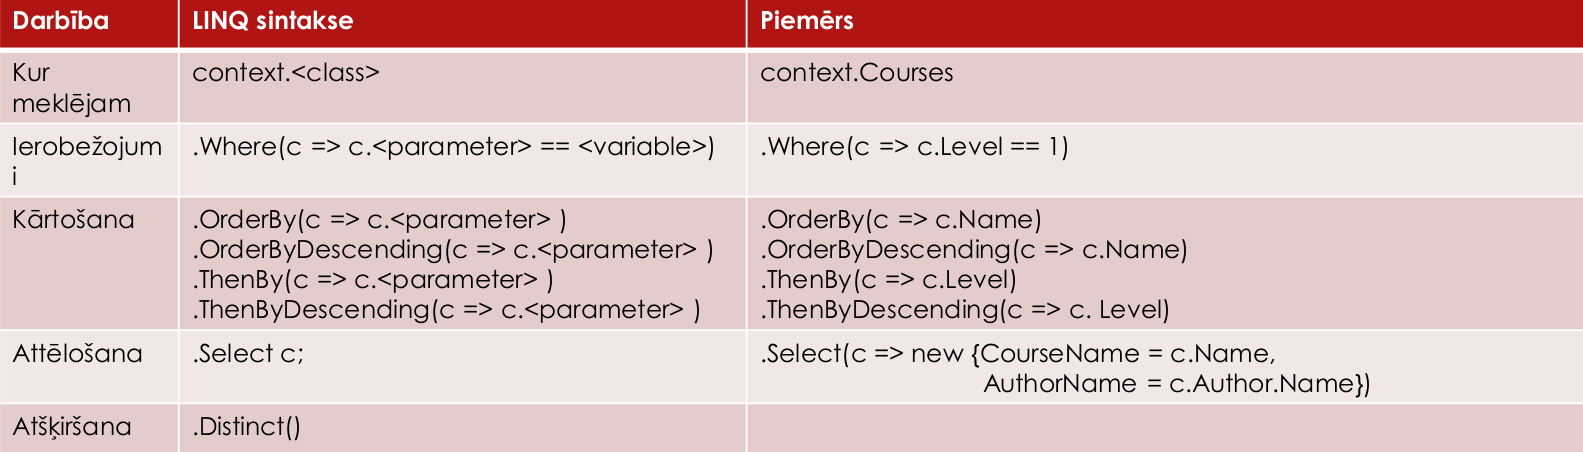 Darbība
LINQ sintakse
Piemērs
Kur
meklējam
context.<class>
context.Courses
Ierobežojum
i
.Where(c => c.<parameter> == <variable>)
.Where(c => c.Level == 1)
Kārtošana
.OrderBy(c => c.<parameter> )
.OrderByDescending(c => c.<parameter> )
.ThenBy(c => c.<parameter> )
.ThenByDescending(c => c.<parameter> )
.OrderBy(c => c.Name)
.OrderByDescending(c => c.Name)
.ThenBy(c => c.Level)
.ThenByDescending(c => c. Level)
Attēlošana
.Select c;
.Select(c => new {CourseName = c.Name,
AuthorName = c.Author.Name})
Atšķiršana
.Distinct()